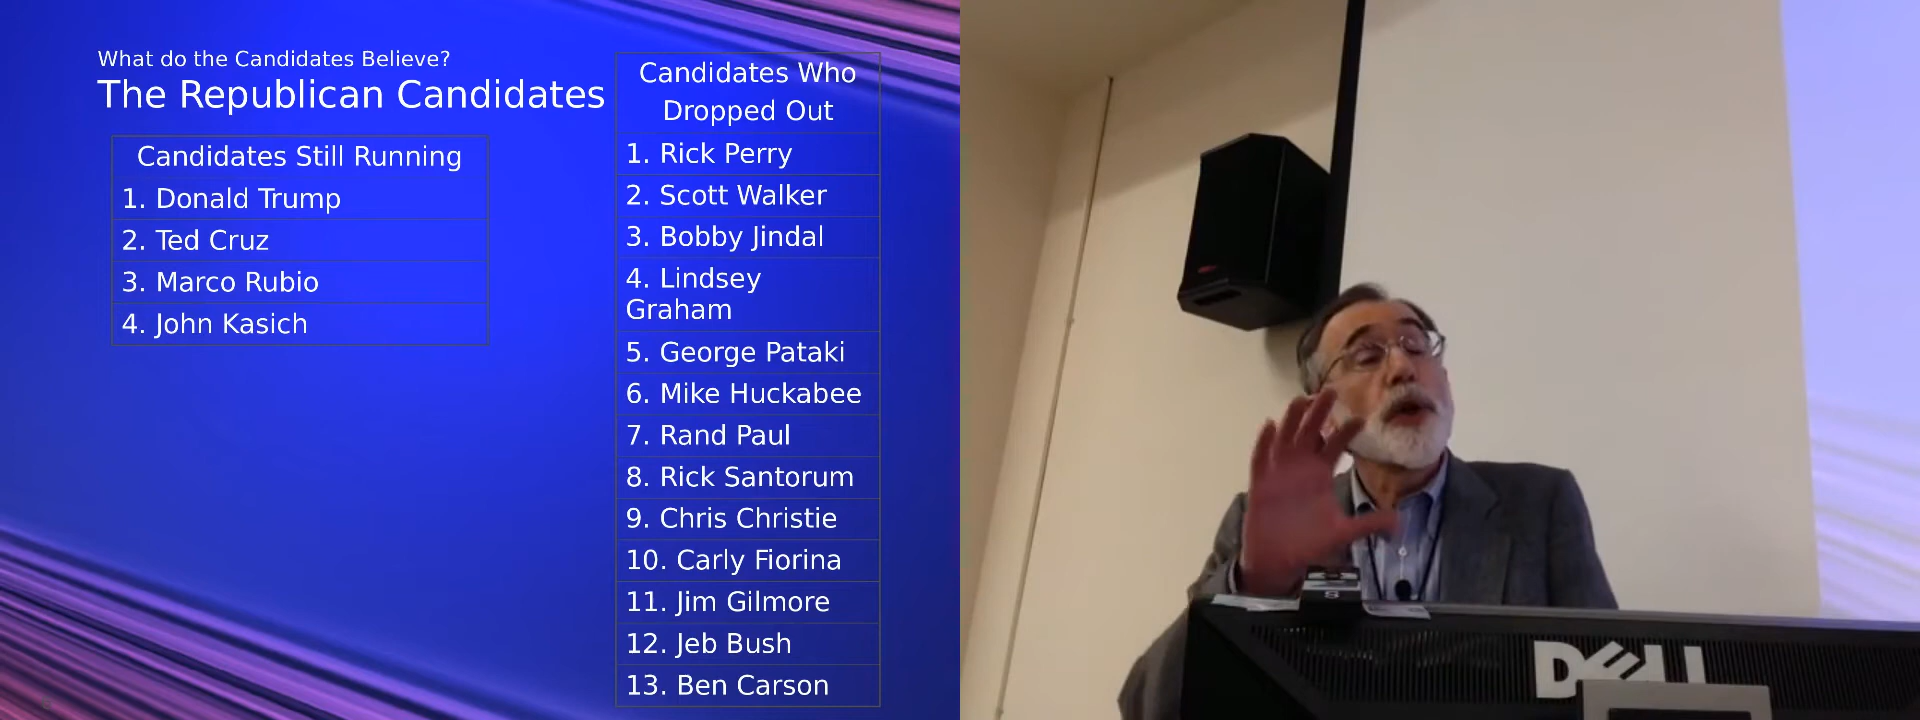 What do the Candidates Believe?
The Republican Candidates
Candidates Still Running
1. Donald Trump
2. Ted Cruz
3. Marco Rubio
4. John Kasich
Candidates Who
Dropped Out
1. Rick Perry
2. Scott Walker
3. Bobby Jindal
4. Lindsey
Graham
5. George Pataki
6. Mike Huckabee
7. Rand Paul
8. Rick Santorum
9. Chris Christie
10. Carly Fiorina
11. Jim Gilmore
12. Jeb Bush
13. Ben Carson
DELL